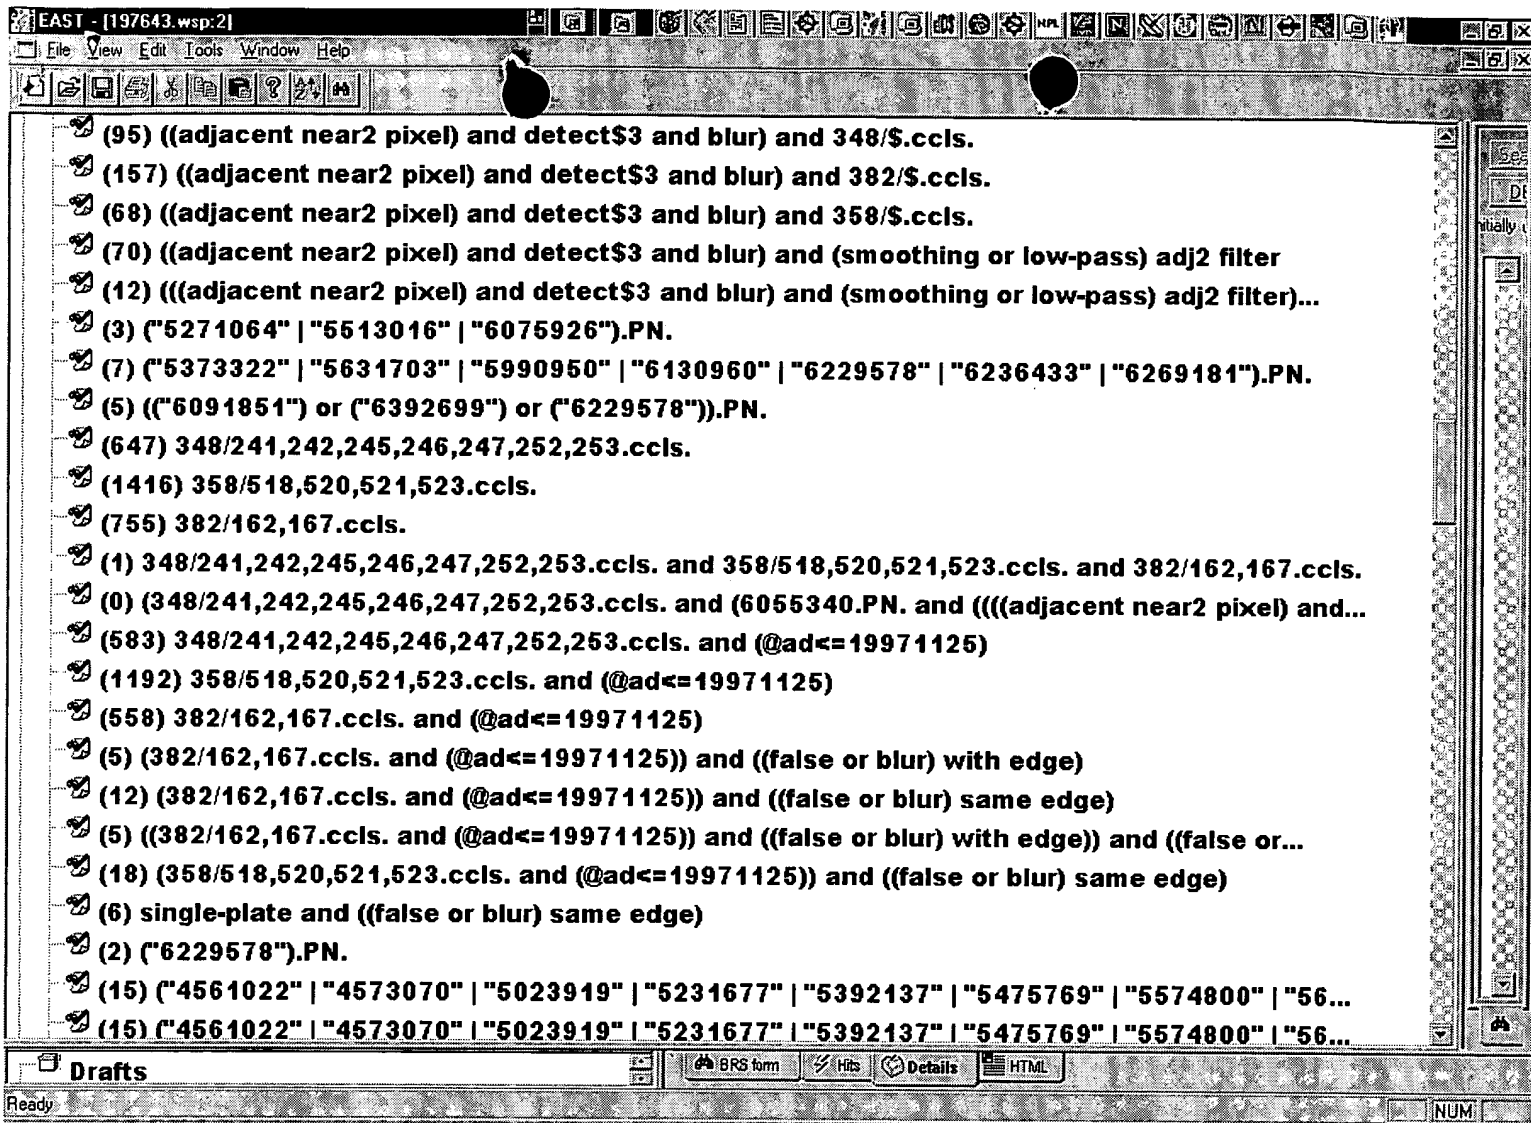 EAST - [197643.wsp:2]
NPL
File View Edit Tools Window Help
(95) ((adjacent near2 pixel) and detect$3 and blur) and 348/$.ccls.
(157) ((adjacent near2 pixel) and detect$3 and blur) and 382/$.ccls.
(68) ((adjacent near2 pixel) and detect$3 and blur) and 358/$.ccls.
(70) ((adjacent near2 pixel) and detect$3 and blur) and (smoothing or low-pass) adj2 filter
(12) (((adjacent near2 pixel) and detect$3 and blur) and (smoothing or low-pass) adj2 filter)...
(3) ("5271064" | "5513016" | "6075926").PN.
(7) ("5373322" | "5631703" | "5990950" | "6130960" | "6229578" | "6236433" | "6269181").PN.
(5) (("6091851") or ("6392699") or ("6229578")).PN.
(647) 348/241,242,245,246,247,252,253.ccls.
(1416) 358/518,520,521,523.ccls.
(755) 382/162,167.ccls.
(1) 348/241,242,245,246,247,252,253.ccls. and 358/518,520,521,523.ccls. and 382/162,167.ccls.
(0) (348/241,242,245,246,247,252,253.ccls. and (6055340.PN. and ((((adjacent near2 pixel) and...
(583) 348/241,242,245,246,247,252,253.ccls. and (@ad<=19971125)
(1192) 358/518,520,521,523.ccls. and (@ad<=19971125)
(558) 382/162,167.ccls. and (@ad<=19971125)
(5) (382/162,167.ccls. and (@ad<=19971125)) and ((false or blur) with edge)
(12) (382/162,167.ccls. and (@ad<=19971125)) and ((false or blur) same edge)
(5) ((382/162,167.ccls. and (@ad<=19971125)) and ((false or blur) with edge)) and ((false or...
(18) (358/518,520,521,523.ccls. and (@ad<=19971125)) and ((false or blur) same edge)
(6) single-plate and ((false or blur) same edge)
(2) ("6229578").PN.
(15) ("4561022" | "4573070" | "5023919" | "5231677" | "5392137" | "5475769" | "5574800" | "56...
(15) ("4561022" | "4573070" | "5023919" | "5231677" | "5392137" | "5475769" | "5574800" | "56...
Drafts
BRS form Hits Details HTML
Ready
NUM